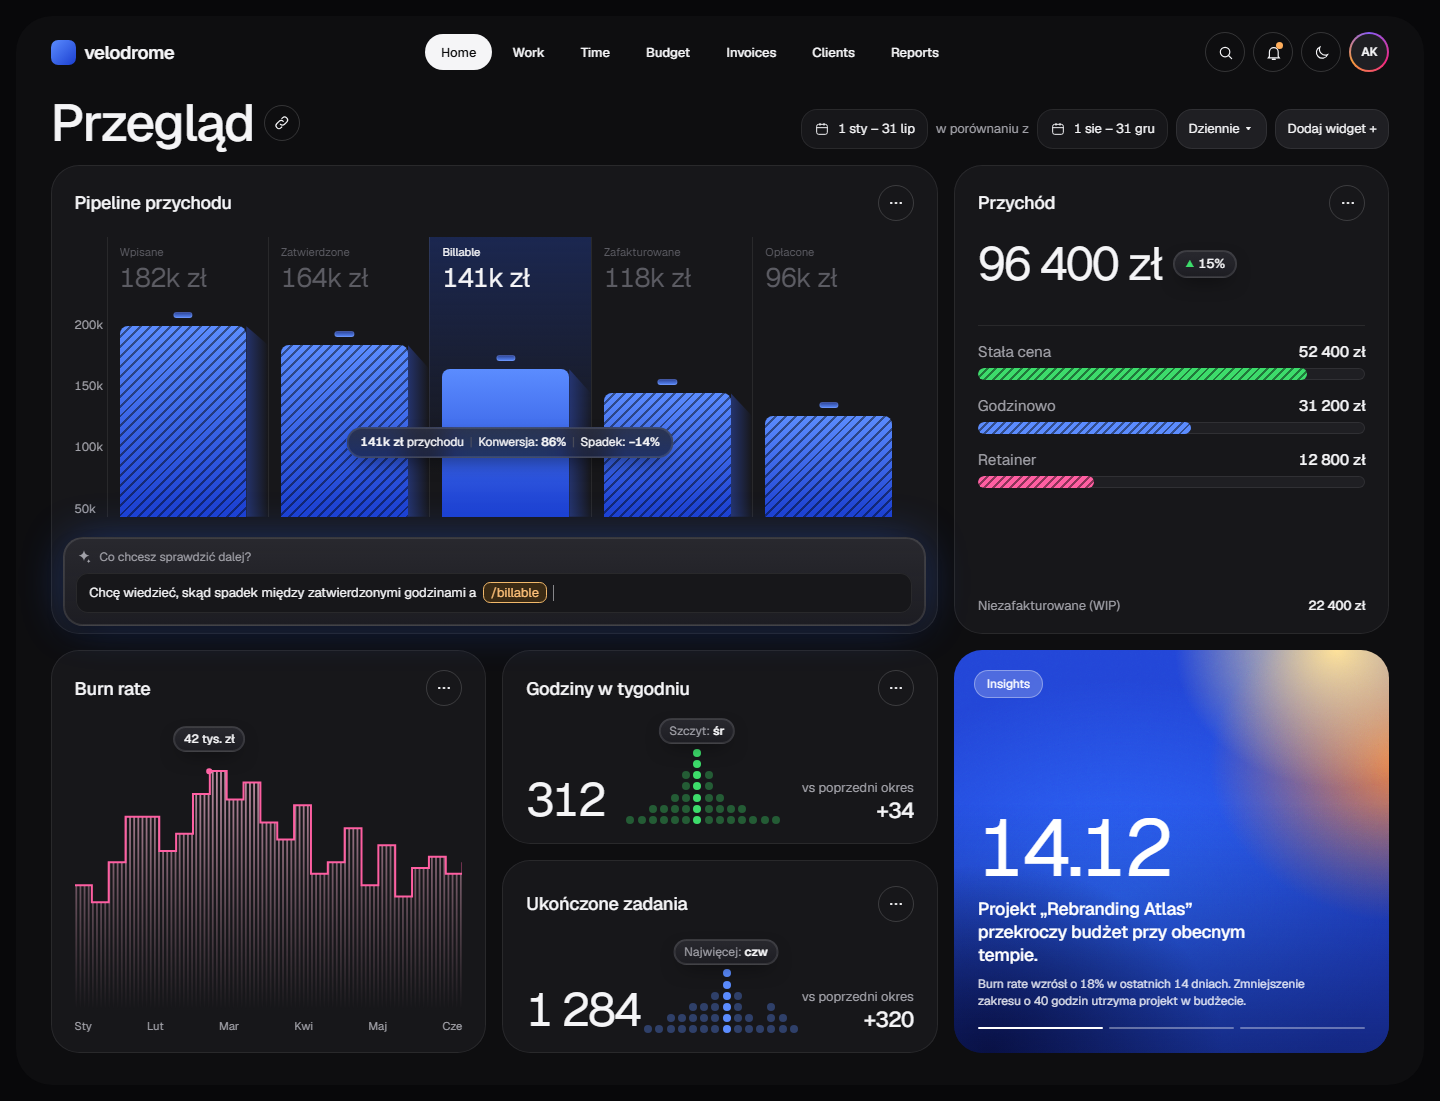 velodrome
Home Work Time Budget Invoices Clients Reports
AK
Przegląd
1 sty – 31 lip w porównaniu z 1 sie – 31 gru Dziennie Dodaj widget +
Pipeline przychodu
Wpisane Zatwierdzone Billable Zafakturowane Opłacone
182k zł 164k zł 141k zł 118k zł 96k zł
200k
150k
100k
50k
141k zł przychodu Konwersja: 86% Spadek: −14%
Co chcesz sprawdzić dalej?
Chcę wiedzieć, skąd spadek między zatwierdzonymi godzinami a /billable
Przychód
96 400 zł 15%
Stała cena 52 400 zł
Godzinowo 31 200 zł
Retainer 12 800 zł
Niezafakturowane (WIP) 22 400 zł
Burn rate
42 tys. zł
Sty Lut Mar Kwi Maj Cze
Godziny w tygodniu
Szczyt: śr
312
vs poprzedni okres
+34
Ukończone zadania
Najwięcej: czw
1 284
vs poprzedni okres
+320
Insights
14.12
Projekt „Rebranding Atlas”
przekroczy budżet przy obecnym
tempie.
Burn rate wzrósł o 18% w ostatnich 14 dniach. Zmniejszenie
zakresu o 40 godzin utrzyma projekt w budżecie.